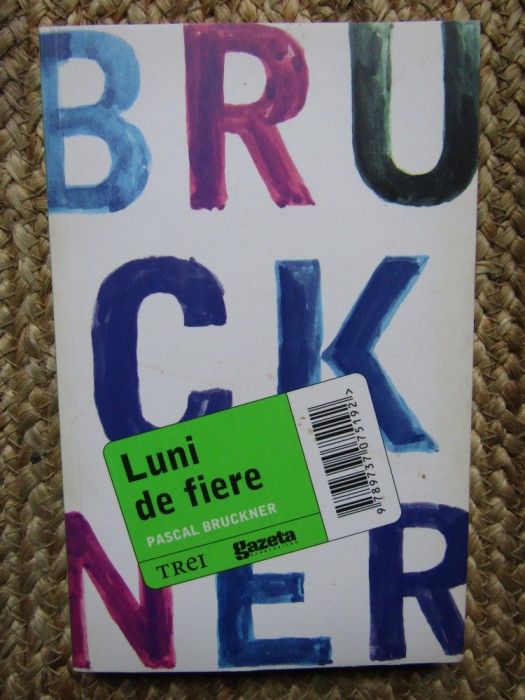 BRU
CK
NER
Luni
de fiere
PASCAL BRUCKNER
TREI
gazeta
9789737075192>